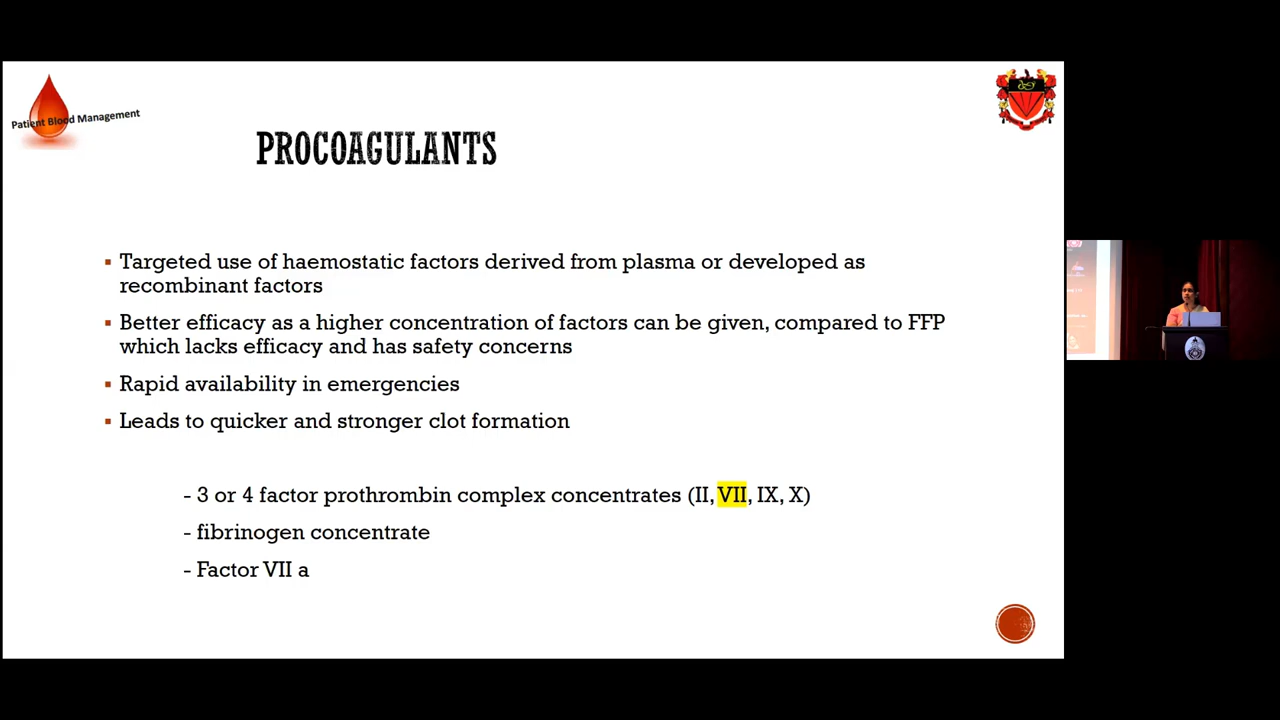 Patient Blood Management
PROCOAGULANTS
▪ Targeted use of haemostatic factors derived from plasma or developed as
recombinant factors
▪ Better efficacy as a higher concentration of factors can be given, compared to FFP
which lacks efficacy and has safety concerns
▪ Rapid availability in emergencies
▪ Leads to quicker and stronger clot formation
- 3 or 4 factor prothrombin complex concentrates (II, VII, IX, X)
- fibrinogen concentrate
- Factor VII a